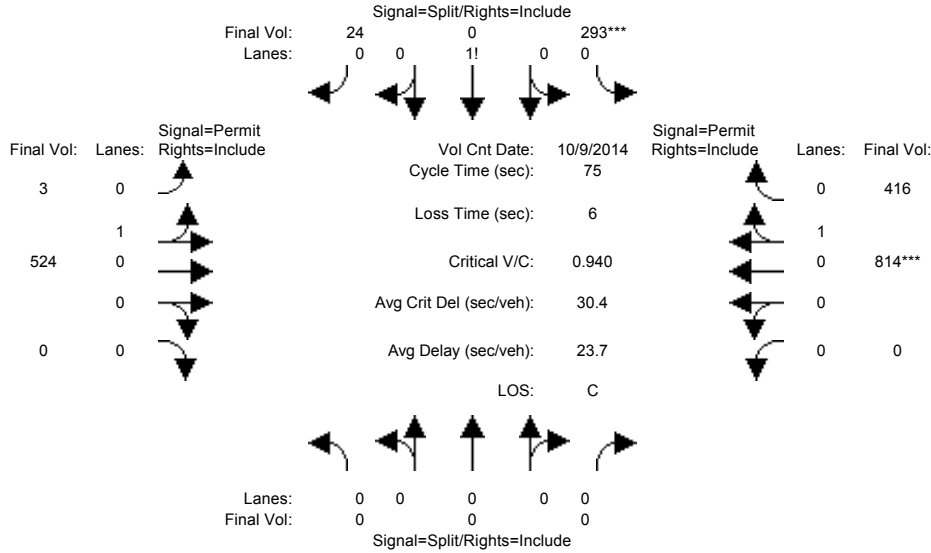 Signal=Split/Rights=Include
Final Vol: 24 0 293***
Lanes: 0 0 1! 0 0
Signal=Permit Signal=Permit
Final Vol: Lanes: Rights=Include Vol Cnt Date: 10/9/2014 Rights=Include Lanes: Final Vol:
Cycle Time (sec): 75
3 0 0 416
Loss Time (sec): 6
1 1
524 0 Critical V/C: 0.940 0 814***
0 Avg Crit Del (sec/veh): 30.4 0
0 0 Avg Delay (sec/veh): 23.7 0 0
LOS: C
Lanes: 0 0 0 0 0
Final Vol: 0 0 0
Signal=Split/Rights=Include